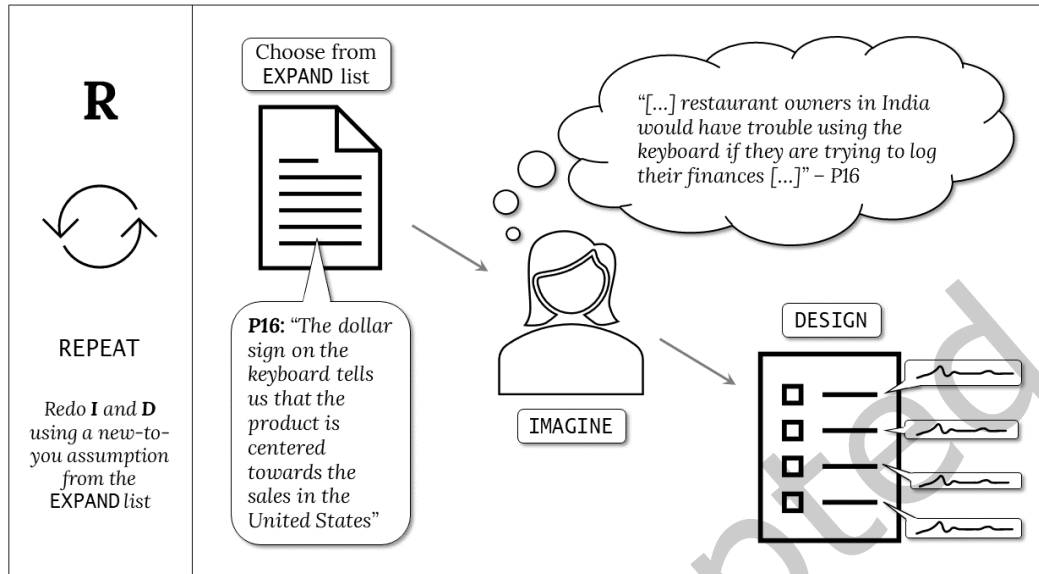 R
REPEAT
Redo I and D
using a new-to-
you assumption
from the
EXPAND list
Choose from
EXPAND list
P16: “The dollar
sign on the
keyboard tells
us that the
product is
centered
towards the
sales in the
United States”
“[...] restaurant owners in India
would have trouble using the
keyboard if they are trying to log
their finances [...]” – P16
IMAGINE
DESIGN
pted